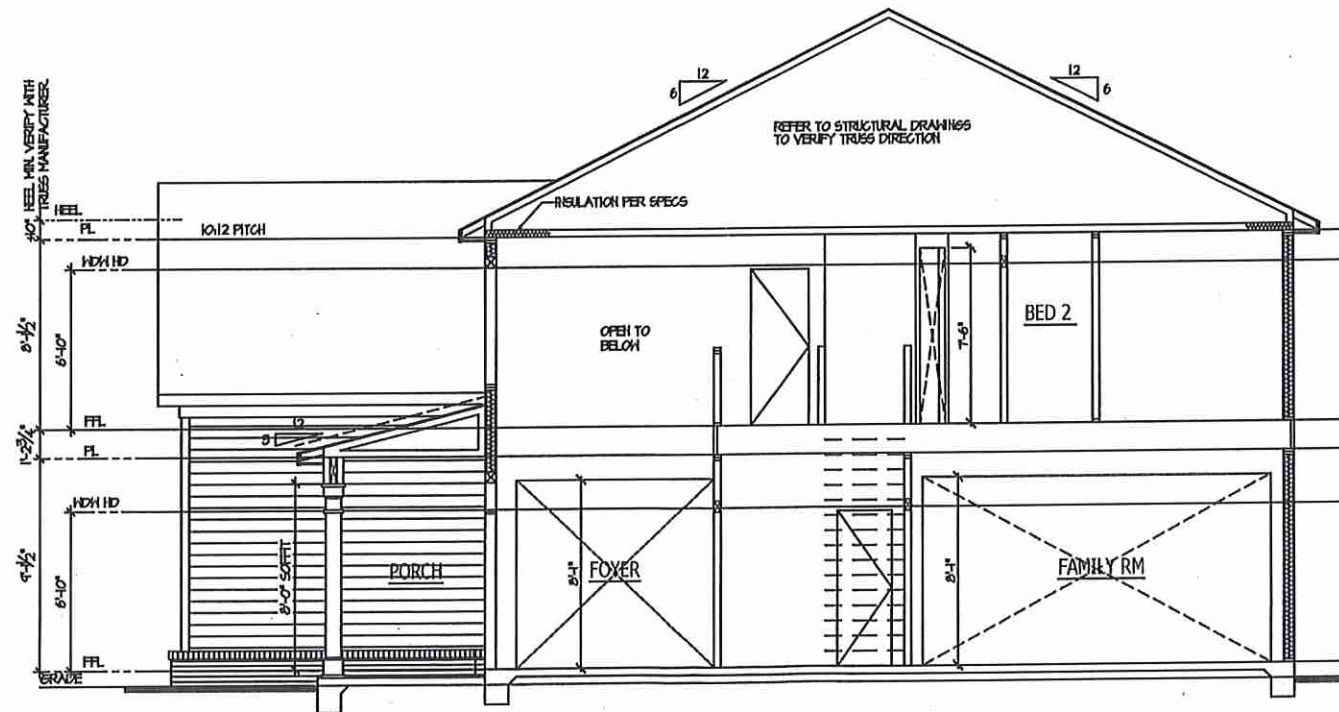 12
6
12
6
REFER TO STRUCTURAL DRAWINGS
TO VERIFY TRUSS DIRECTION
HEEL MIN. VERIFY WITH
TRUSS MANUFACTURER.
INSULATION PER SPECS
HEEL
PL
10:12 PITCH
WDW HD
8'-1 1/2"
6'-10"
OPEN TO
BELOW
7'-6"
BED 2
FFL
12
1'-2 3/4"
PL
WDW HD
9'-1 1/2"
6'-10"
8'-0" SOFFIT
PORCH
8'-1"
FOYER
8'-1"
FAMILY RM
FFL
GRADE